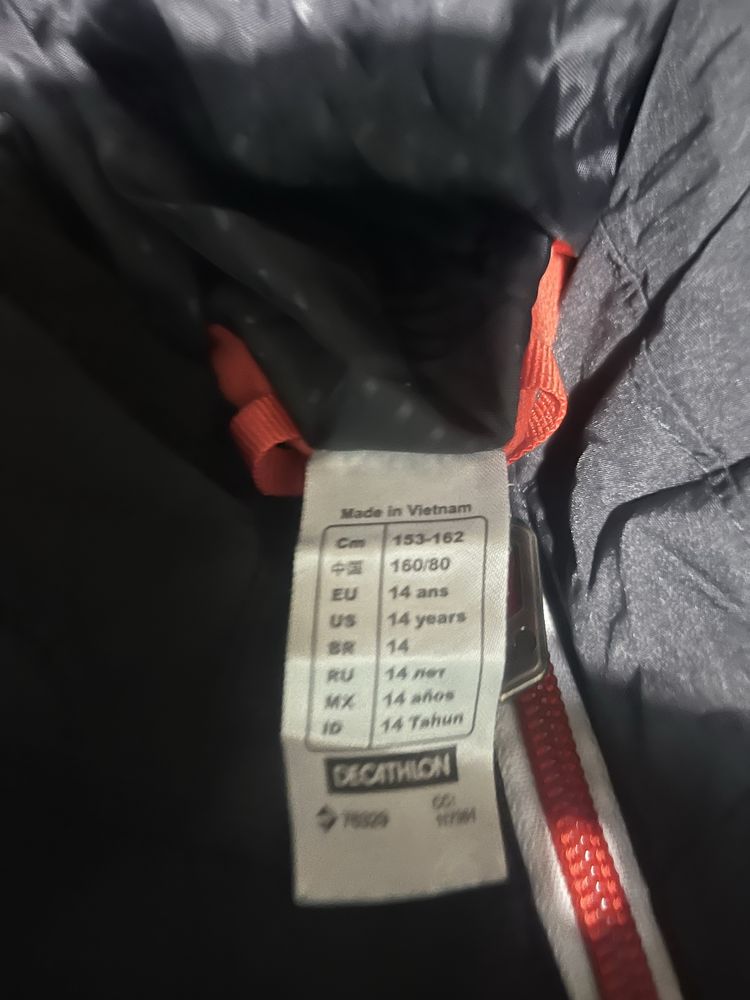 Made in Vietnam
Cm 153-162
中国 160/80
EU 14 ans
US 14 years
BR 14
RU 14 лет
MX 14 años
ID 14 Tahun
DECATHLON
CC: